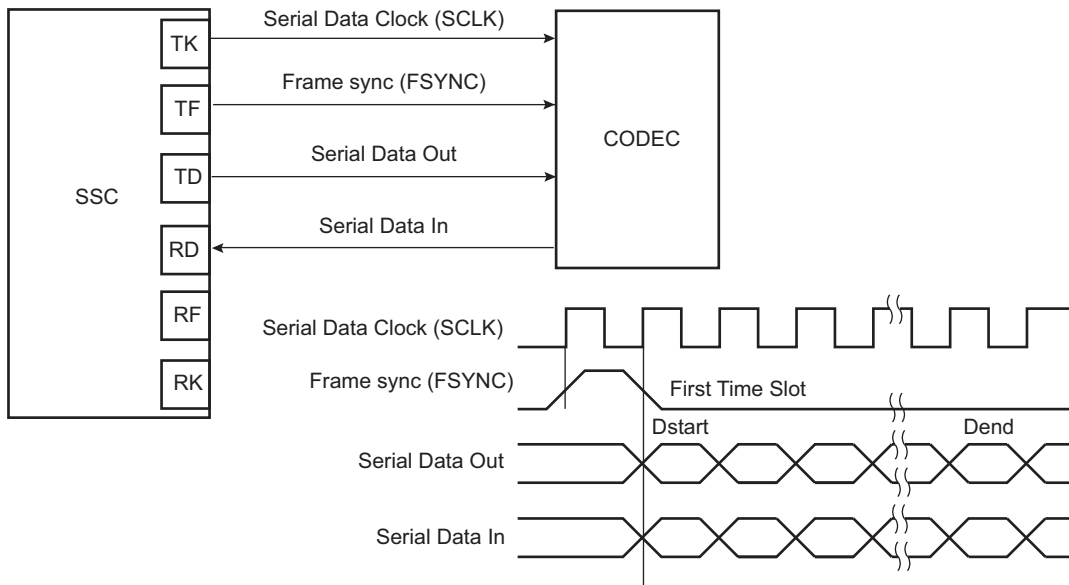 Serial Data Clock (SCLK)
TK
Frame sync (FSYNC)
TF
CODEC
Serial Data Out
TD
SSC
Serial Data In
RD
RF
Serial Data Clock (SCLK)
RK
Frame sync (FSYNC)
First Time Slot
Dstart
Dend
Serial Data Out
Serial Data In